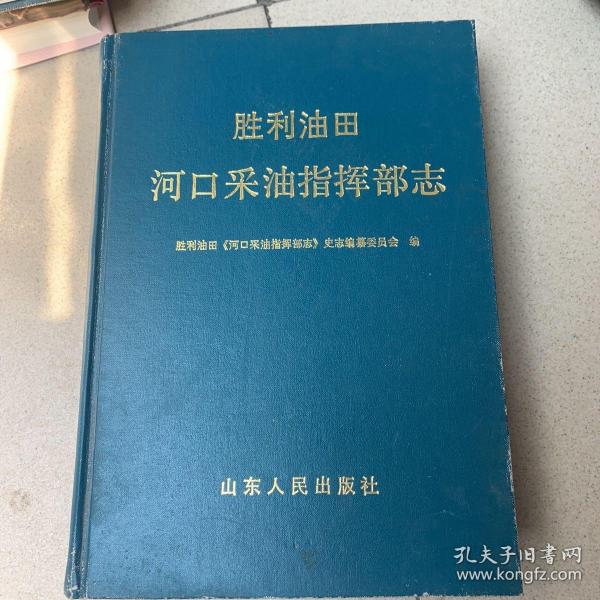 胜利油田
河口采油指挥部志
胜利油田《河口采油指挥部志》史志编纂委员会 编
山东人民出版社
孔夫子旧书网
www.kongfz.com